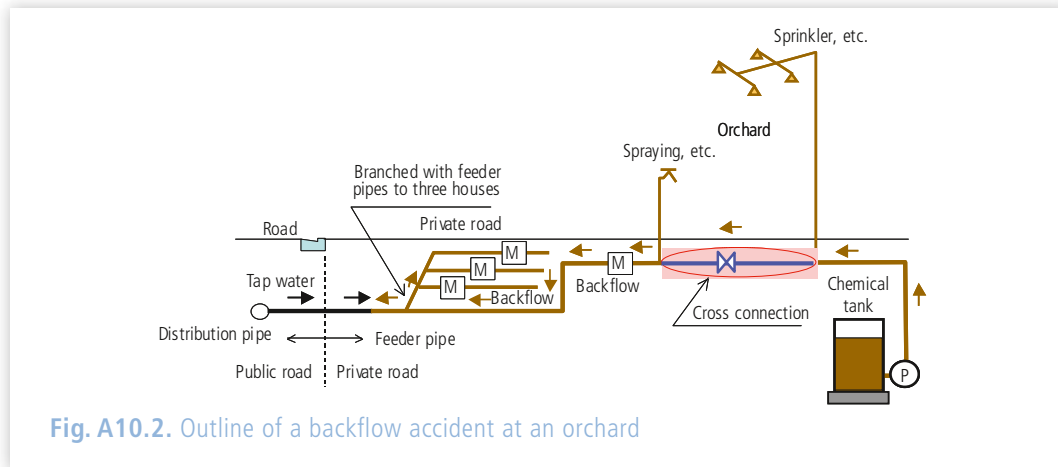 Sprinkler, etc.
Orchard
Spraying, etc.
Branched with feeder
pipes to three houses
Road
Private road
M
M
M
M
Tap water
Backflow
Backflow
Chemical
tank
Cross connection
Distribution pipe
Feeder pipe
P
Public road
Private road
Fig. A10.2. Outline of a backflow accident at an orchard